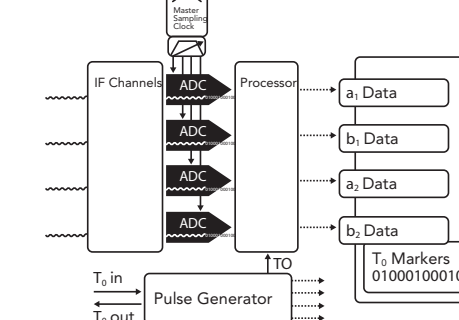 Master
Sampling
Clock
IF Channels
Processor
ADC
a₁ Data
ADC
b₁ Data
ADC
a₂ Data
ADC
b₂ Data
T₀ Markers
TO
T₀ in
Pulse Generator
T₀ out